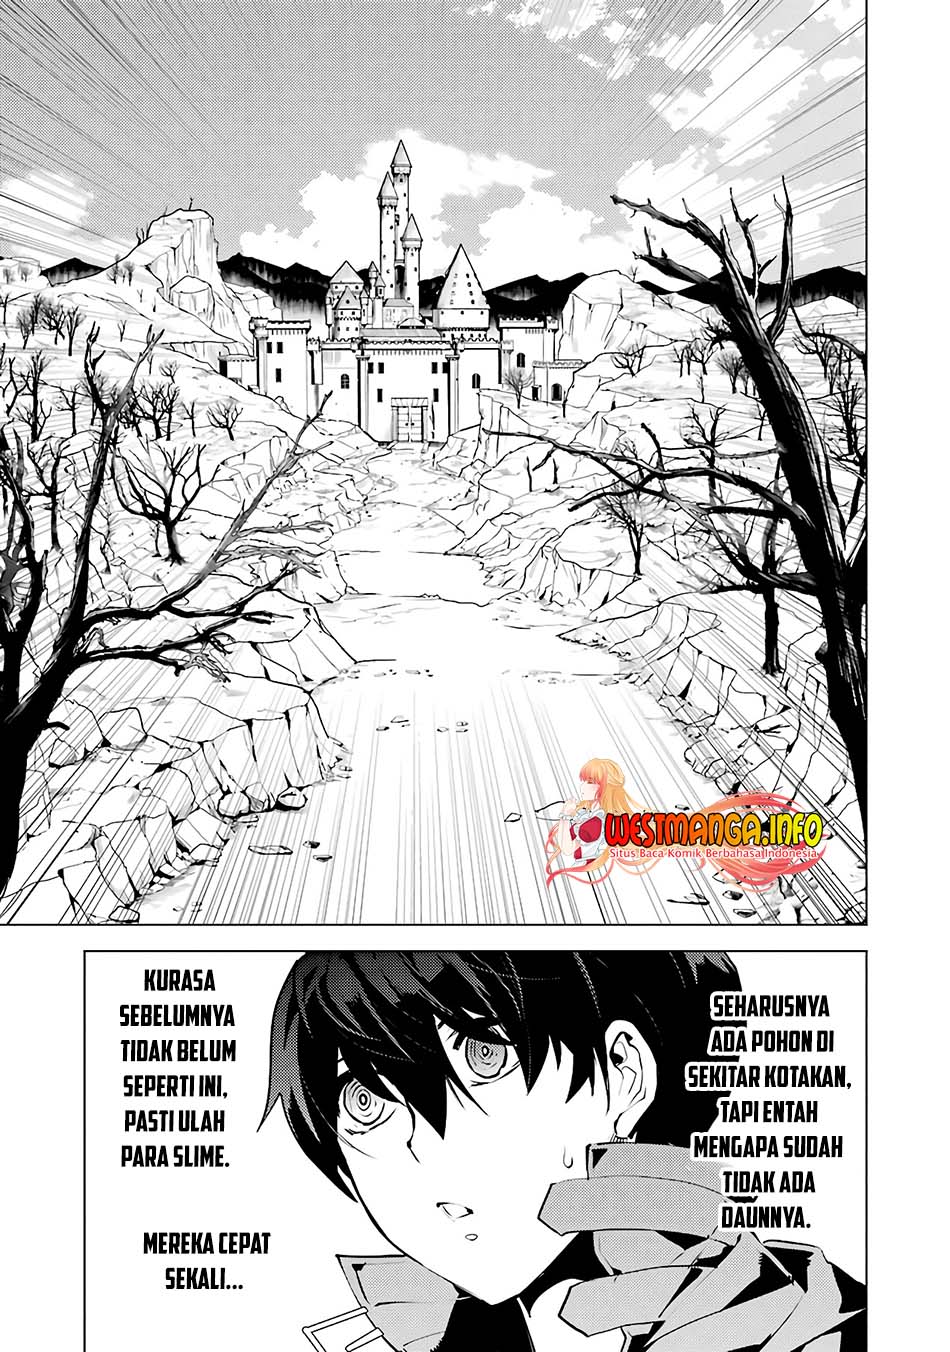 WESTMANGA.INFO
Situs Baca Komik Berbahasa Indonesia
SEHARUSNYA
ADA POHON DI
SEKITAR KOTAKAN,
TAPI ENTAH
MENGAPA SUDAH
TIDAK ADA
DAUNNYA.
KURASA
SEBELUMNYA
TIDAK BELUM
SEPERTI INI,
PASTI ULAH
PARA SLIME.
MEREKA CEPAT
SEKALI...